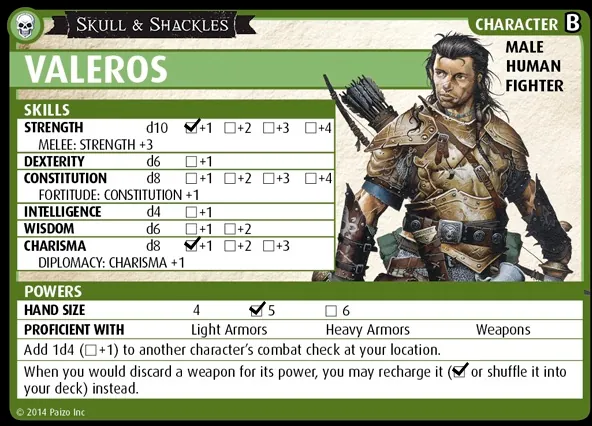 SKULL & SHACKLES
CHARACTER B
VALEROS
MALE
HUMAN
FIGHTER
SKILLS
STRENGTH d10 ☑+1 ☐+2 ☐+3 ☐+4
MELEE: STRENGTH +3
DEXTERITY d6 ☐+1
CONSTITUTION d8 ☐+1 ☐+2 ☐+3 ☐+4
FORTITUDE: CONSTITUTION +1
INTELLIGENCE d4 ☐+1
WISDOM d6 ☐+1 ☐+2
CHARISMA d8 ☑+1 ☐+2 ☐+3
DIPLOMACY: CHARISMA +1
POWERS
HAND SIZE 4 ☑ 5 ☐ 6
PROFICIENT WITH Light Armors Heavy Armors Weapons
Add 1d4 (☐+1) to another character's combat check at your location.
When you would discard a weapon for its power, you may recharge it (☑ or shuffle it into
your deck) instead.
© 2014 Paizo Inc